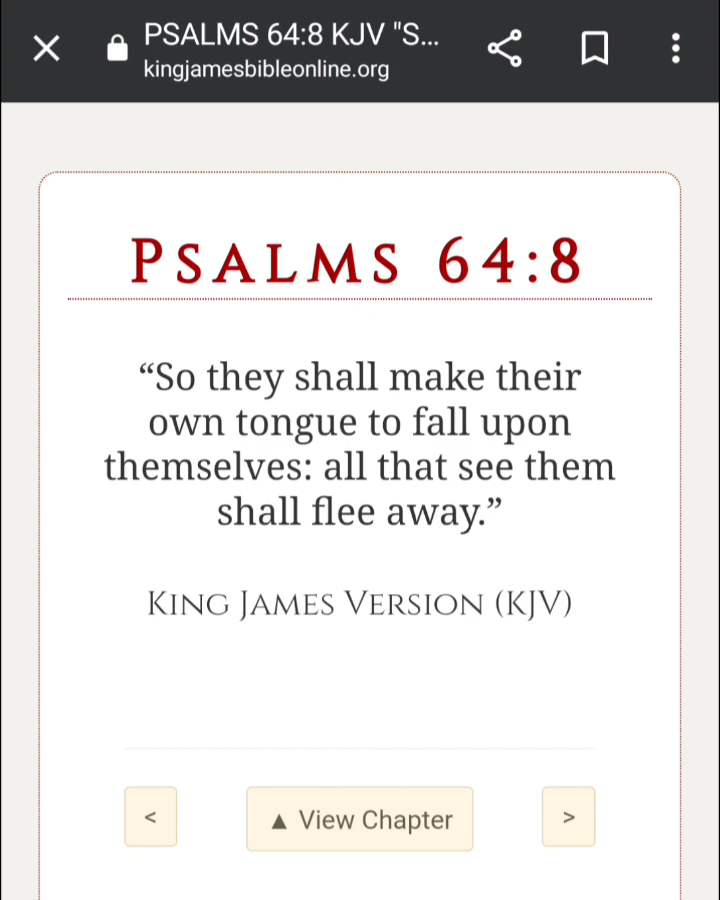 PSALMS 64:8 KJV "S...
kingjamesbibleonline.org
PSALMS 64:8
“So they shall make their
own tongue to fall upon
themselves: all that see them
shall flee away.”
KING JAMES VERSION (KJV)
< ▲ View Chapter >